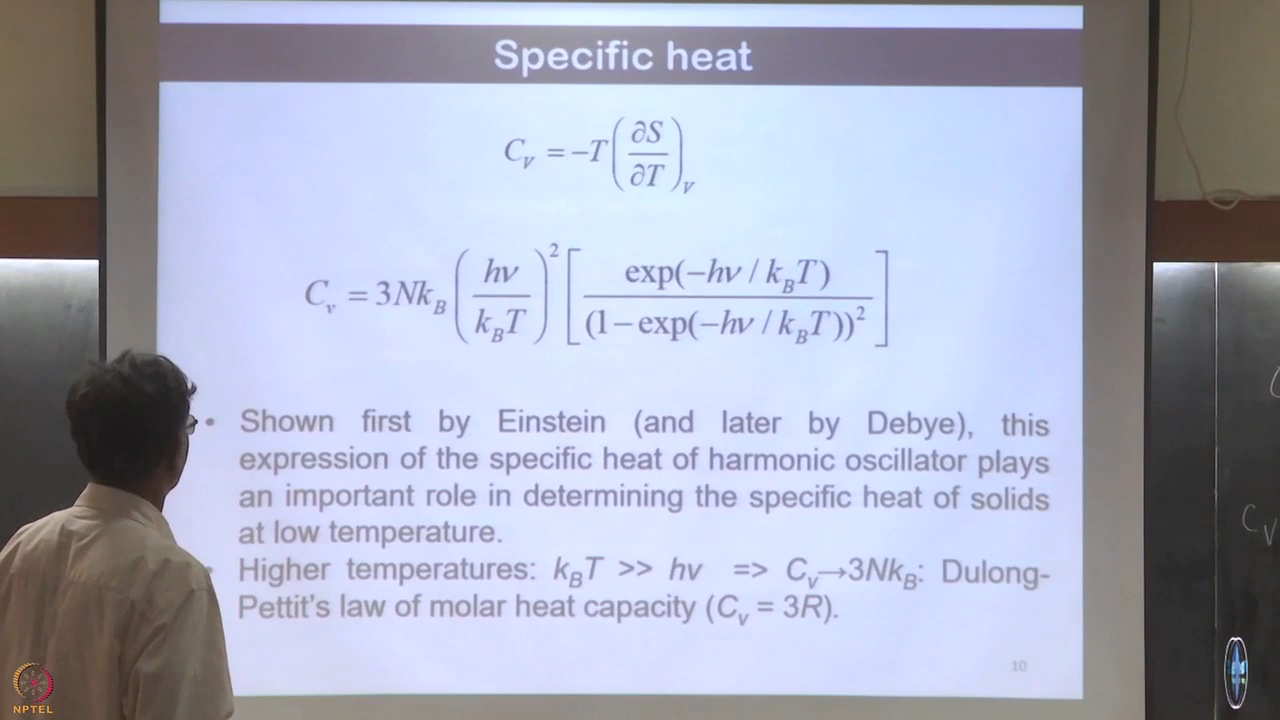 Specific heat
C_v = -T(∂S/∂T)_V
C_v = 3Nk_B (hν/k_BT)^2 [exp(-hν / k_BT)/(1-exp(-hν / k_BT))^2]
• Shown first by Einstein (and later by Debye), this
expression of the specific heat of harmonic oscillator plays
an important role in determining the specific heat of solids
at low temperature.
Higher temperatures: k_BT >> hν => C_v→3Nk_B: Dulong-
Pettit's law of molar heat capacity (C_v = 3R).
10
C_V
NPTEL